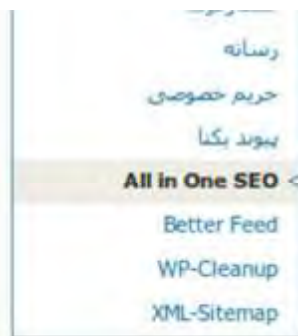 رسانه
حریم خصوصی
پیوند یکتا
All in One SEO
Better Feed
WP-Cleanup
XML-Sitemap